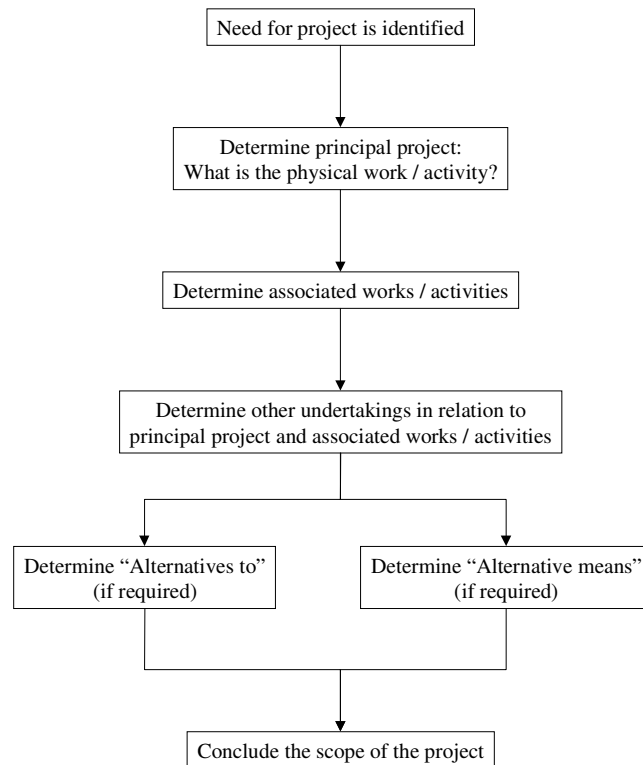 Need for project is identified
Determine principal project:
What is the physical work / activity?
Determine associated works / activities
Determine other undertakings in relation to
principal project and associated works / activities
Determine “Alternatives to”
(if required)
Determine “Alternative means”
(if required)
Conclude the scope of the project